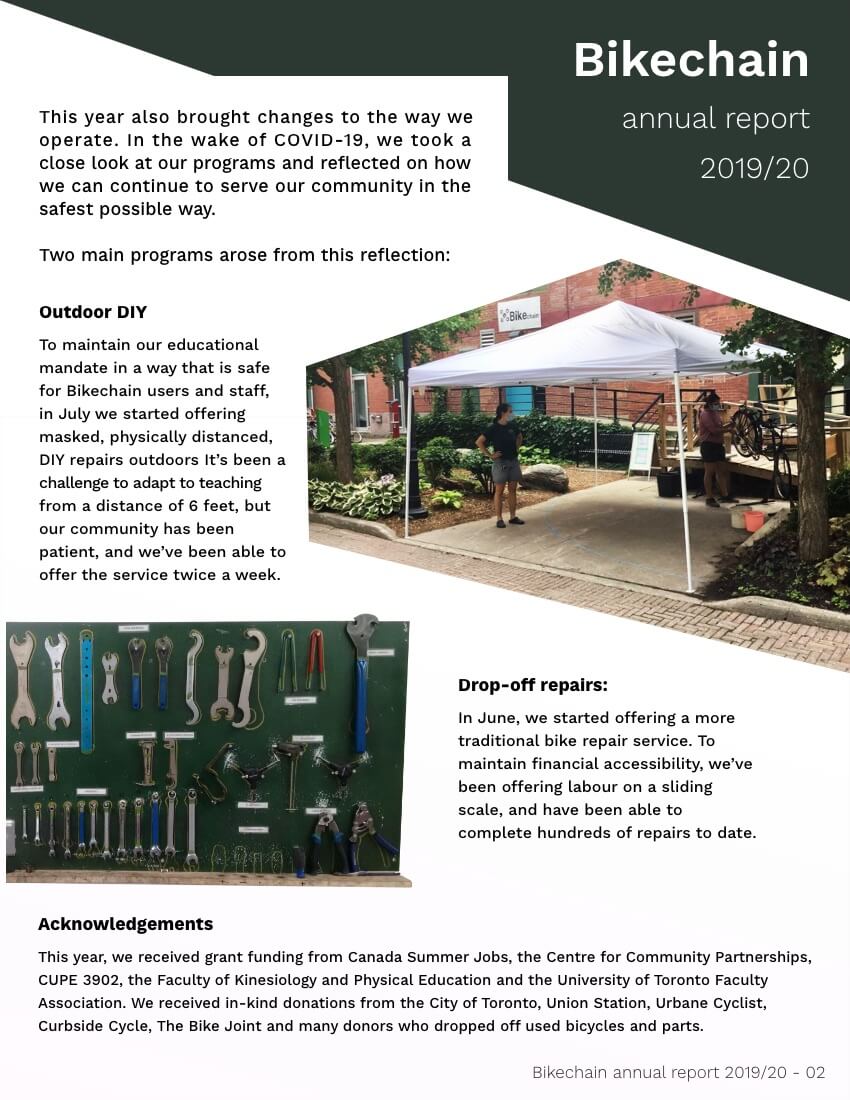 Bikechain
annual report
2019/20
This year also brought changes to the way we
operate. In the wake of COVID-19, we took a
close look at our programs and reflected on how
we can continue to serve our community in the
safest possible way.
Two main programs arose from this reflection:
Outdoor DIY
To maintain our educational
mandate in a way that is safe
for Bikechain users and staff,
in July we started offering
masked, physically distanced,
DIY repairs outdoors It's been a
challenge to adapt to teaching
from a distance of 6 feet, but
our community has been
patient, and we've been able to
offer the service twice a week.
Bikechain
Drop-off repairs:
In June, we started offering a more
traditional bike repair service. To
maintain financial accessibility, we've
been offering labour on a sliding
scale, and have been able to
complete hundreds of repairs to date.
Acknowledgements
This year, we received grant funding from Canada Summer Jobs, the Centre for Community Partnerships,
CUPE 3902, the Faculty of Kinesiology and Physical Education and the University of Toronto Faculty
Association. We received in-kind donations from the City of Toronto, Union Station, Urbane Cyclist,
Curbside Cycle, The Bike Joint and many donors who dropped off used bicycles and parts.
Bikechain annual report 2019/20 - 02